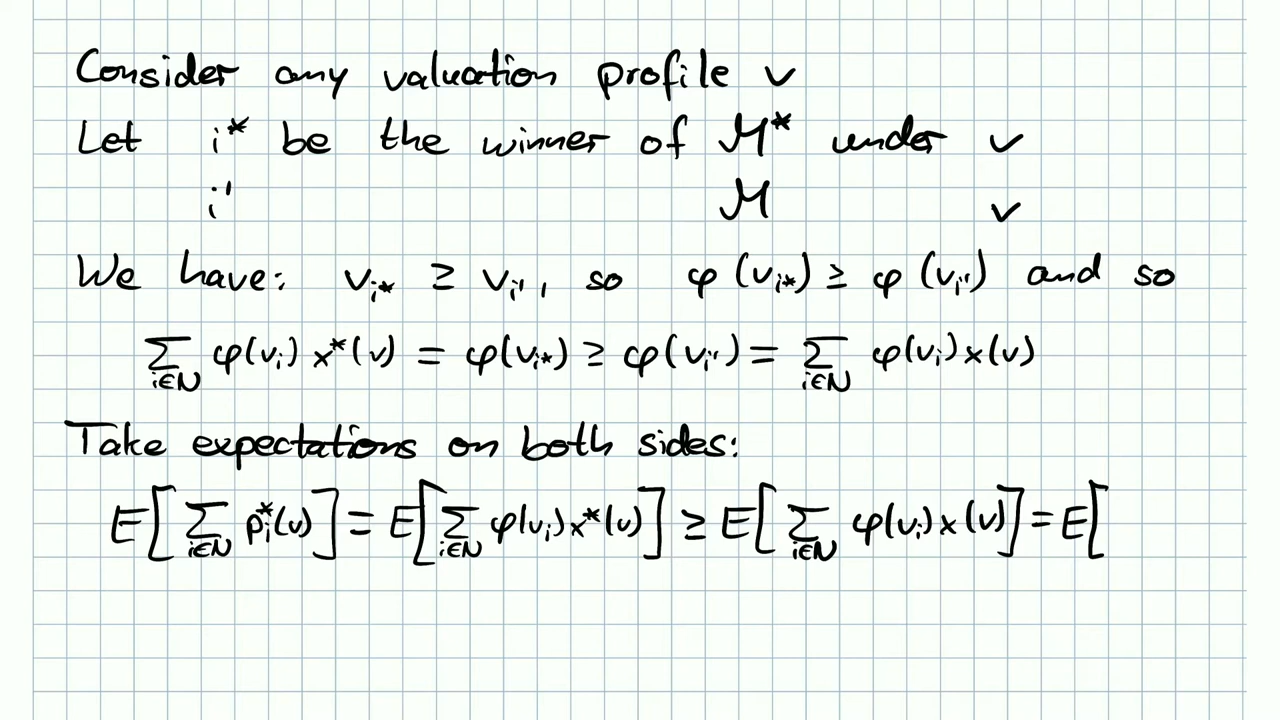 Consider any valuation profile v
Let i* be the winner of M* under v
i' M v
We have: v_{i*} ≥ v_{i'}, so φ(v_{i*}) ≥ φ(v_{i'}) and so
∑_{i∈N} φ(v_i) x*(v) = φ(v_{i*}) ≥ φ(v_{i'}) = ∑_{i∈N} φ(v_i) x(v)
Take expectations on both sides:
E[∑_{i∈N} p_i*(v)] = E[∑_{i∈N} φ(v_i) x*(v)] ≥ E[∑_{i∈N} φ(v_i) x(v)] = E[